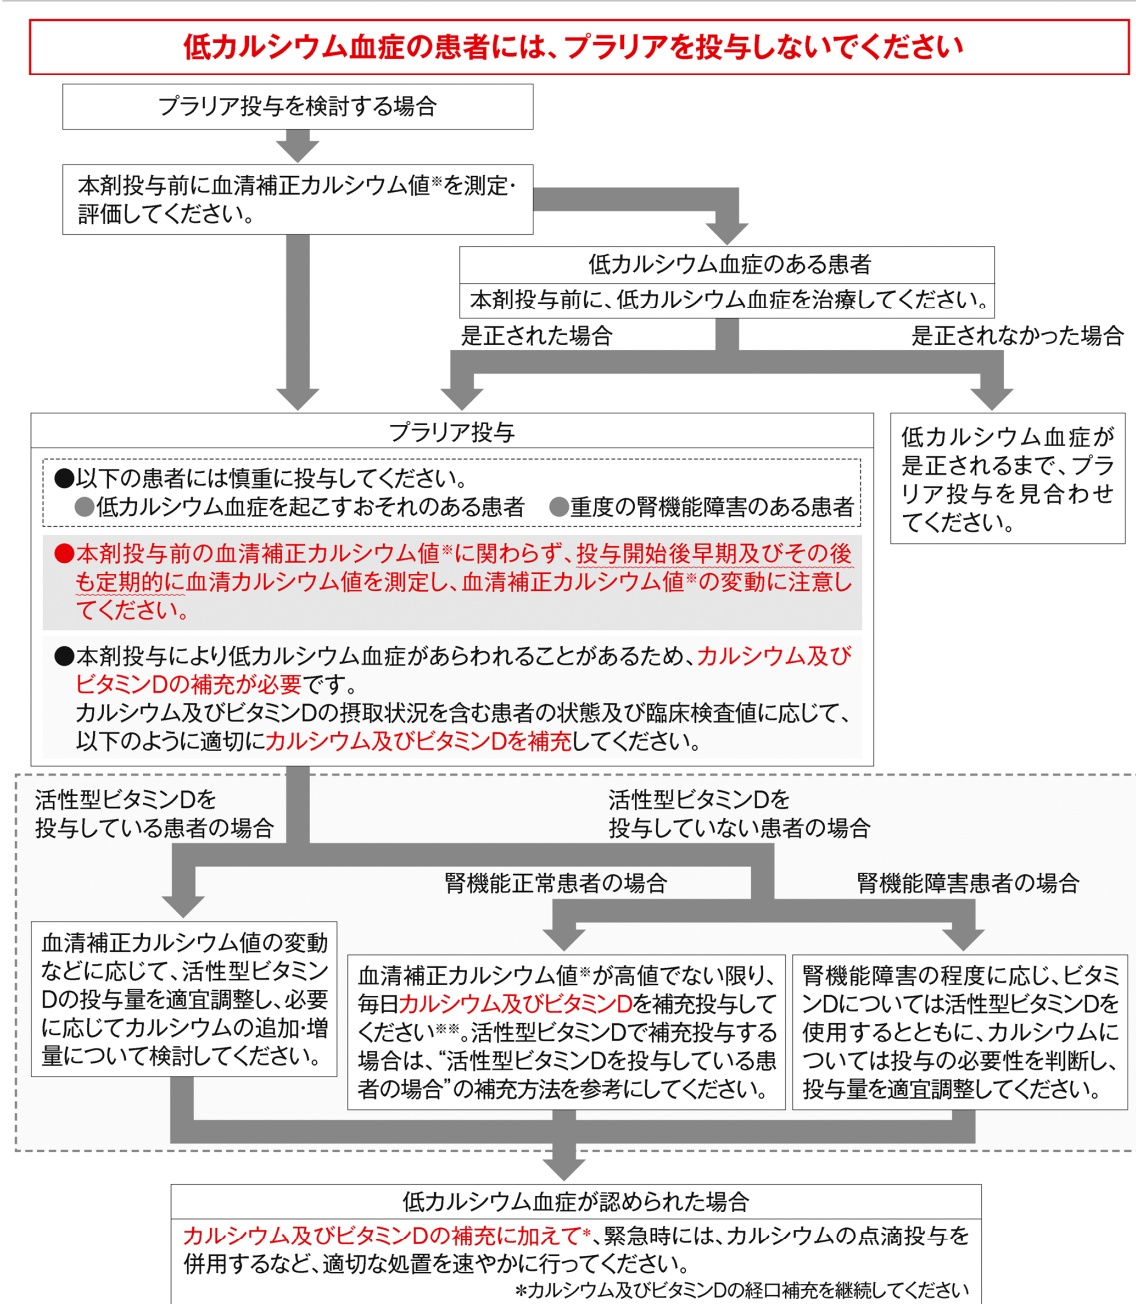 低カルシウム血症の患者には、プラリアを投与しないでください
プラリア投与を検討する場合
本剤投与前に血清補正カルシウム値※を測定・
評価してください。
低カルシウム血症のある患者
本剤投与前に、低カルシウム血症を治療してください。
是正された場合
是正されなかった場合
プラリア投与
●以下の患者には慎重に投与してください。
●低カルシウム血症を起こすおそれのある患者 ●重度の腎機能障害のある患者
●本剤投与前の血清補正カルシウム値※に関わらず、投与開始後早期及びその後
も定期的に血清カルシウム値を測定し、血清補正カルシウム値※の変動に注意し
てください。
●本剤投与により低カルシウム血症があらわれることがあるため、カルシウム及び
ビタミンDの補充が必要です。
カルシウム及びビタミンDの摂取状況を含む患者の状態及び臨床検査値に応じて、
以下のように適切にカルシウム及びビタミンDを補充してください。
低カルシウム血症が
是正されるまで、プラ
リア投与を見合わせ
てください。
活性型ビタミンDを
投与している患者の場合
活性型ビタミンDを
投与していない患者の場合
腎機能正常患者の場合
腎機能障害患者の場合
血清補正カルシウム値の変動
などに応じて、活性型ビタミン
Dの投与量を適宜調整し、必要
に応じてカルシウムの追加・増
量について検討してください。
血清補正カルシウム値※が高値でない限り、
毎日カルシウム及びビタミンDを補充投与して
ください※※。活性型ビタミンDで補充投与する
場合は、“活性型ビタミンDを投与している患
者の場合”の補充方法を参考にしてください。
腎機能障害の程度に応じ、ビタミ
ンDについては活性型ビタミンDを
使用するとともに、カルシウムに
ついては投与の必要性を判断し、
投与量を適宜調整してください。
低カルシウム血症が認められた場合
カルシウム及びビタミンDの補充に加えて*、緊急時には、カルシウムの点滴投与を
併用するなど、適切な処置を速やかに行ってください。
*カルシウム及びビタミンDの経口補充を継続してください